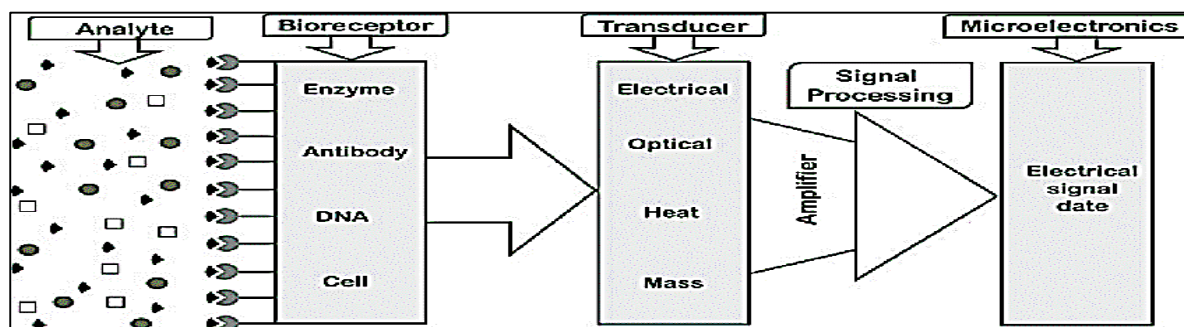 Analyte
Bioreceptor
Transducer
Microelectronics
Enzyme
Antibody
DNA
Cell
Electrical
Optical
Heat
Mass
Signal
Processing
Amplifier
Electrical
signal
date